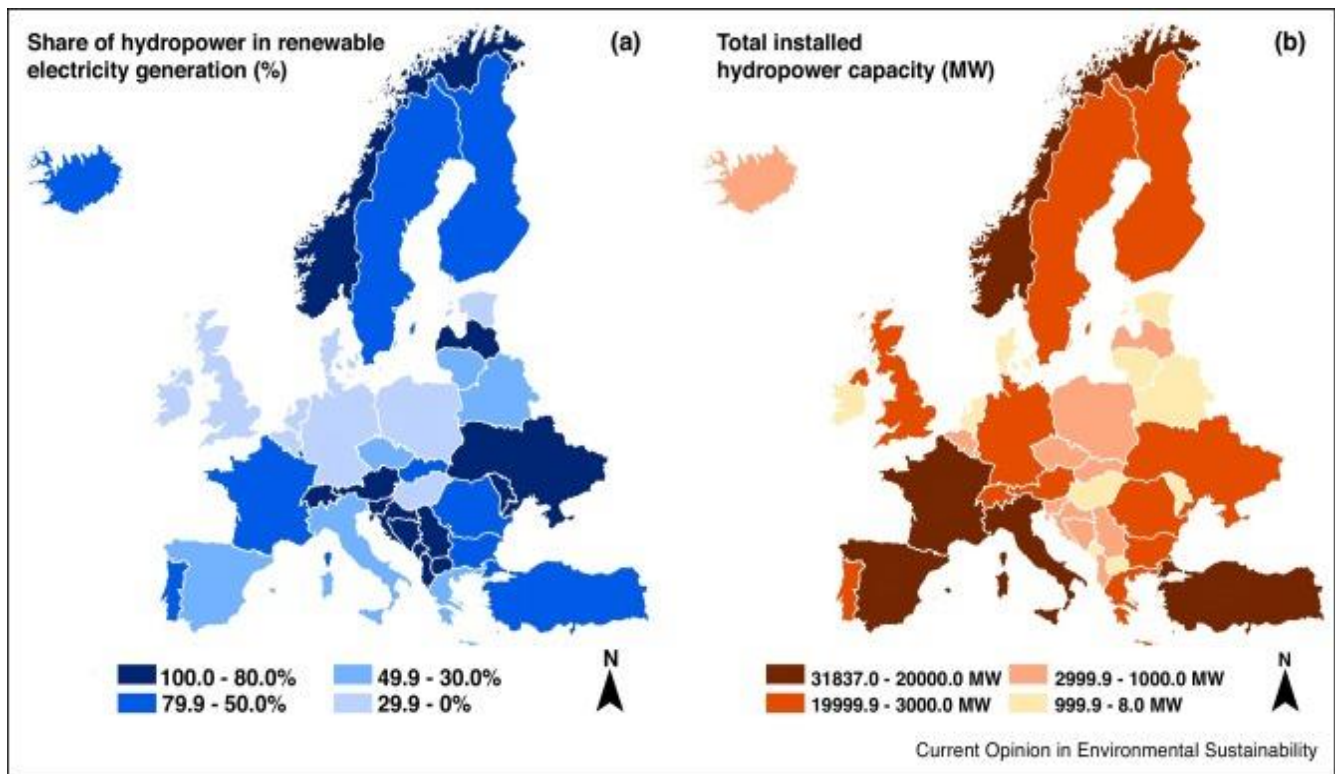 Share of hydropower in renewable
electricity generation (%)
(a)
Total installed
hydropower capacity (MW)
(b)
100.0 - 80.0%
49.9 - 30.0%
79.9 - 50.0%
29.9 - 0%
N
31837.0 - 20000.0 MW
2999.9 - 1000.0 MW
19999.9 - 3000.0 MW
999.9 - 8.0 MW
N
Current Opinion in Environmental Sustainability